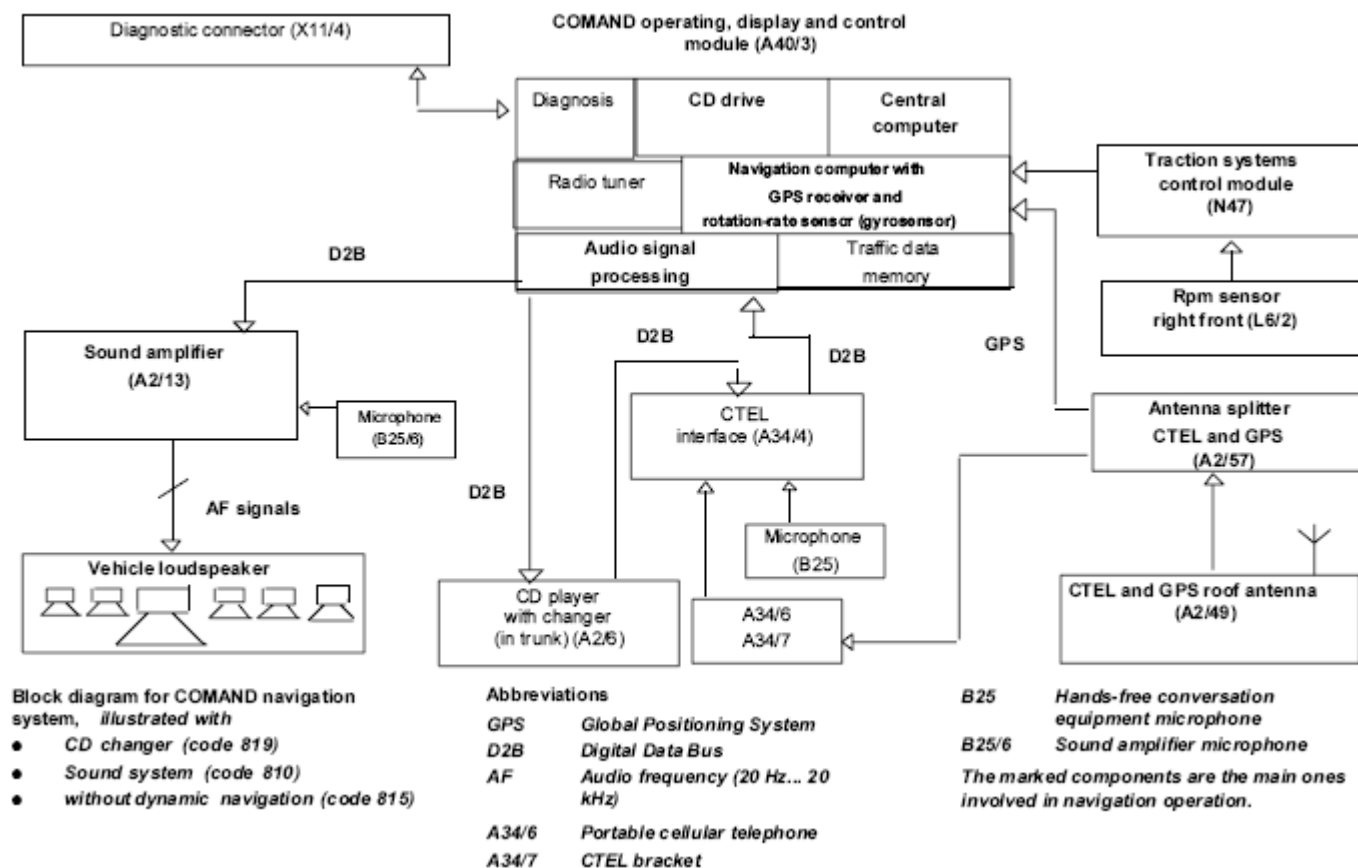 Diagnostic connector (X11/4)
COMAND operating, display and control
module (A40/3)
Diagnosis
CD drive
Central
computer
Radio tuner
Navigation computer with
GPS receiver and
rotation-rate sensor (gyrosensor)
Audio signal
processing
Traffic data
memory
Traction systems
control module
(N47)
Rpm sensor
right front (L6/2)
D2B
Sound amplifier
(A2/13)
Microphone
(B25/6)
D2B
D2B
GPS
CTEL
interface (A34/4)
Antenna splitter
CTEL and GPS
(A2/57)
D2B
AF signals
Microphone
(B25)
Vehicle loudspeaker
CD player
with changer
(in trunk) (A2/6)
A34/6
A34/7
CTEL and GPS roof antenna
(A2/49)
Block diagram for COMAND navigation
system, illustrated with
● CD changer (code 819)
● Sound system (code 810)
● without dynamic navigation (code 815)
Abbreviations
GPS Global Positioning System
D2B Digital Data Bus
AF Audio frequency (20 Hz... 20
kHz)
A34/6 Portable cellular telephone
A34/7 CTEL bracket
B25 Hands-free conversation
equipment microphone
B25/6 Sound amplifier microphone
The marked components are the main ones
involved in navigation operation.